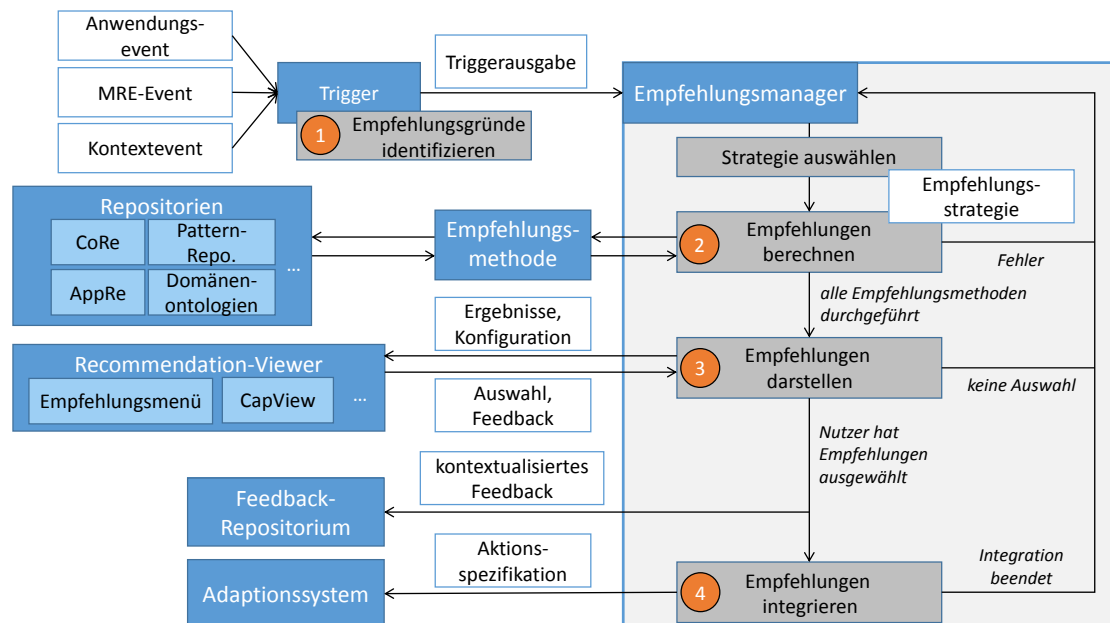 Anwendungs-
event
MRE-Event
Kontextevent
Trigger
1
Empfehlungsgründe
identifizieren
Triggerausgabe
Empfehlungsmanager
Strategie auswählen
Empfehlungs-
strategie
Repositorien
CoRe
Pattern-
Repo.
AppRe
Domänen-
ontologien
...
Empfehlungs-
methode
2
Empfehlungen
berechnen
Fehler
alle Empfehlungsmethoden
durchgeführt
Ergebnisse,
Konfiguration
Recommendation-Viewer
Empfehlungsmenü
CapView
...
3
Empfehlungen
darstellen
keine Auswahl
Auswahl,
Feedback
Nutzer hat
Empfehlungen
ausgewählt
kontextualisiertes
Feedback
Feedback-
Repositorium
Aktions-
spezifikation
Adaptionssystem
4
Empfehlungen
integrieren
Integration
beendet